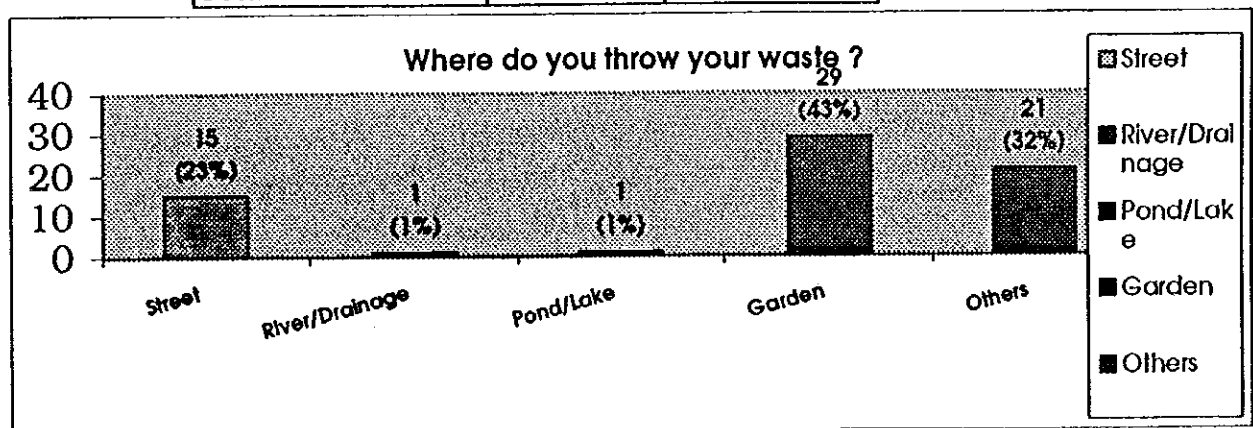 Where do you throw your waste ?
40
30
20
10
0
15
(23%)
1
(1%)
1
(1%)
29
(43%)
21
(32%)
Street
River/Drainage
Pond/Lake
Garden
Others
Street
River/Drai
nage
Pond/Lak
e
Garden
Others